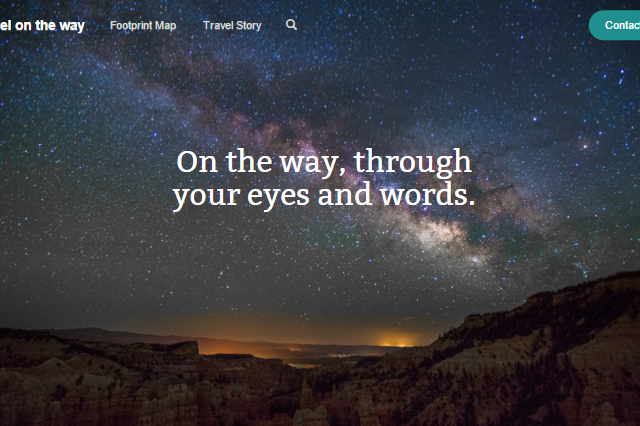 el on the way Footprint Map Travel Story Contac
On the way, through
your eyes and words.